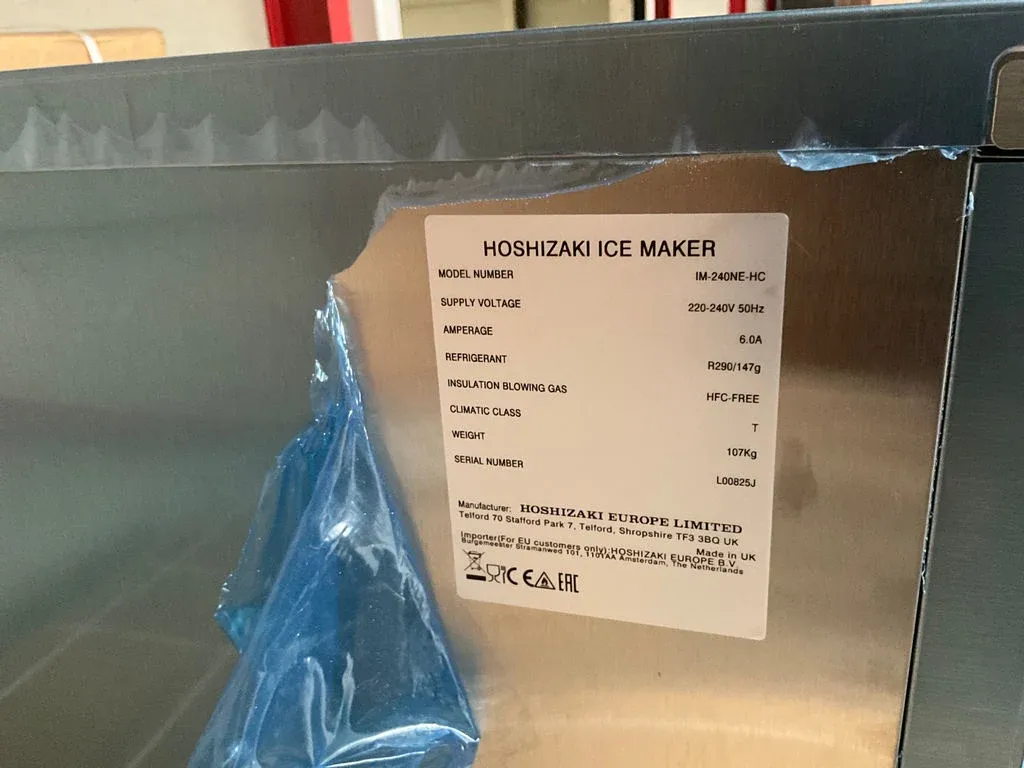 HOSHIZAKI ICE MAKER
MODEL NUMBER IM-240NE-HC
SUPPLY VOLTAGE 220-240V 50Hz
AMPERAGE 6.0A
REFRIGERANT R290/147g
INSULATION BLOWING GAS HFC-FREE
CLIMATIC CLASS T
WEIGHT 107Kg
SERIAL NUMBER L00825J
Manufacturer: HOSHIZAKI EUROPE LIMITED
Telford 70 Stafford Park 7, Telford, Shropshire TF3 3BQ UK
Made in UK
Importer(For EU customers only):HOSHIZAKI EUROPE B.V.
Burgemeester Stramanweg 101, 1101AA Amsterdam, The Netherlands
CE EAC